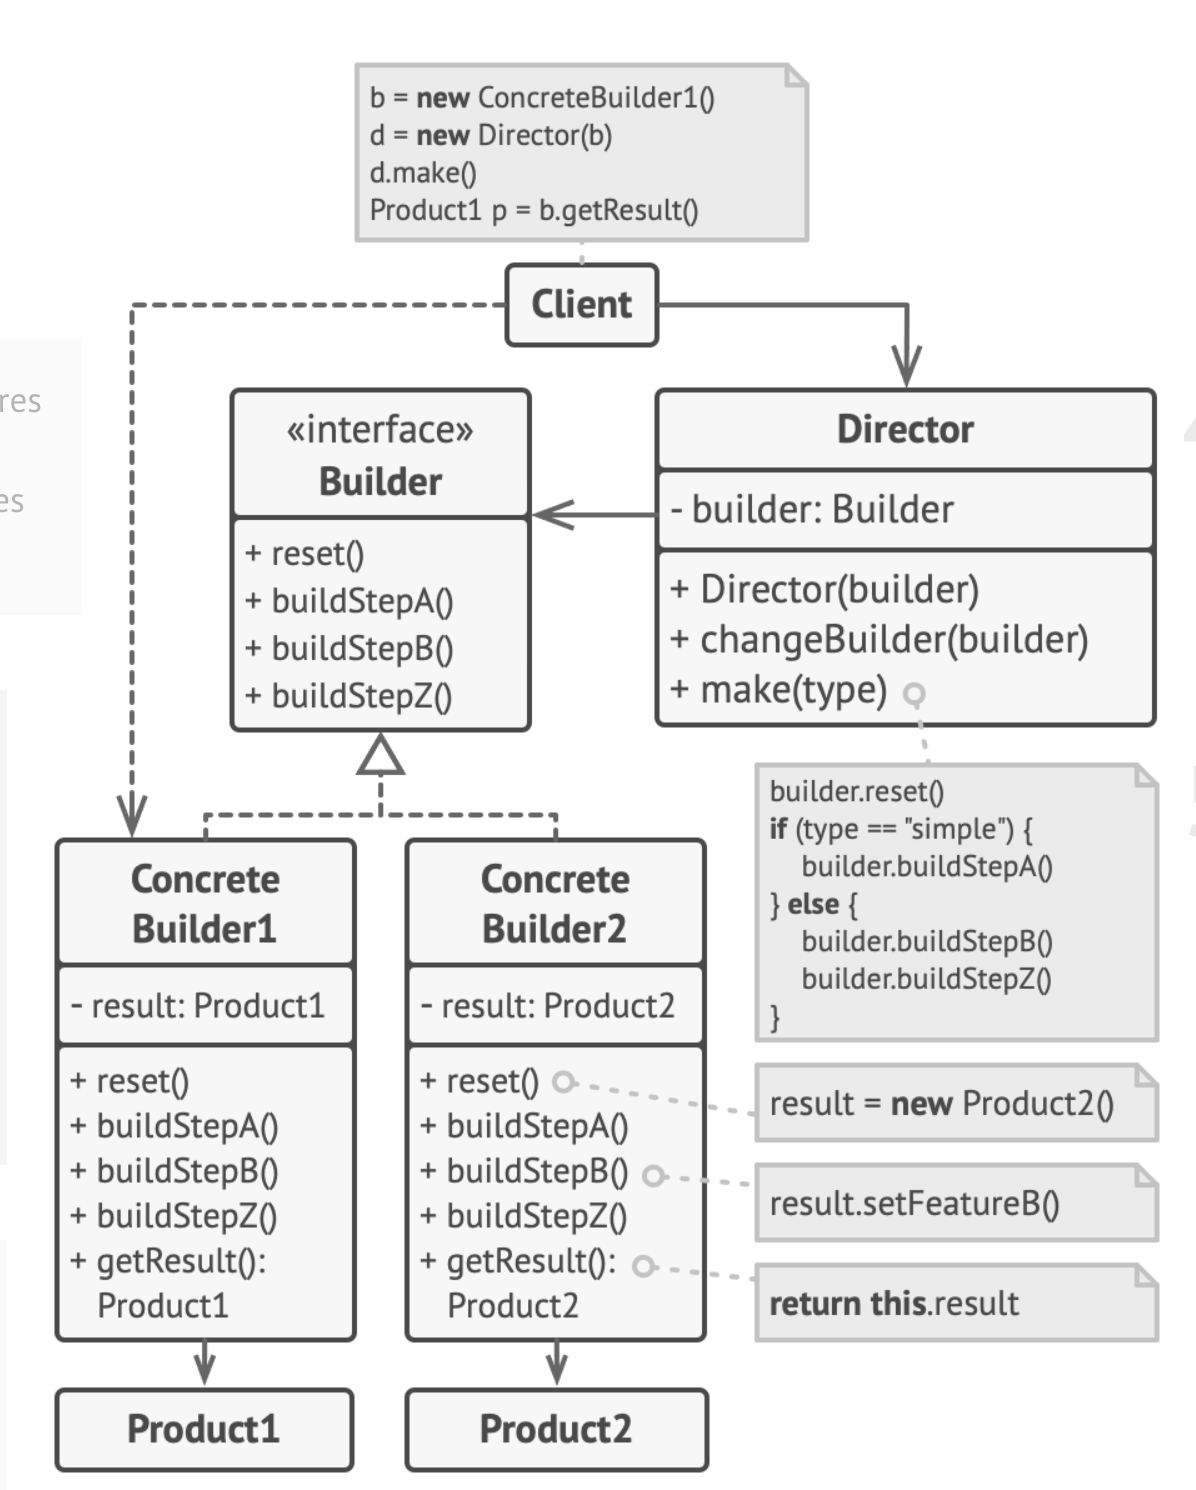 b = new ConcreteBuilder1()
d = new Director(b)
d.make()
Product1 p = b.getResult()
Client
res
es
«interface»
Builder
+ reset()
+ buildStepA()
+ buildStepB()
+ buildStepZ()
Director
- builder: Builder
+ Director(builder)
+ changeBuilder(builder)
+ make(type)
builder.reset()
if (type == "simple") {
builder.buildStepA()
} else {
builder.buildStepB()
builder.buildStepZ()
}
Concrete
Builder1
- result: Product1
+ reset()
+ buildStepA()
+ buildStepB()
+ buildStepZ()
+ getResult():
Product1
Concrete
Builder2
- result: Product2
+ reset()
+ buildStepA()
+ buildStepB()
+ buildStepZ()
+ getResult():
Product2
result = new Product2()
result.setFeatureB()
return this.result
Product1
Product2